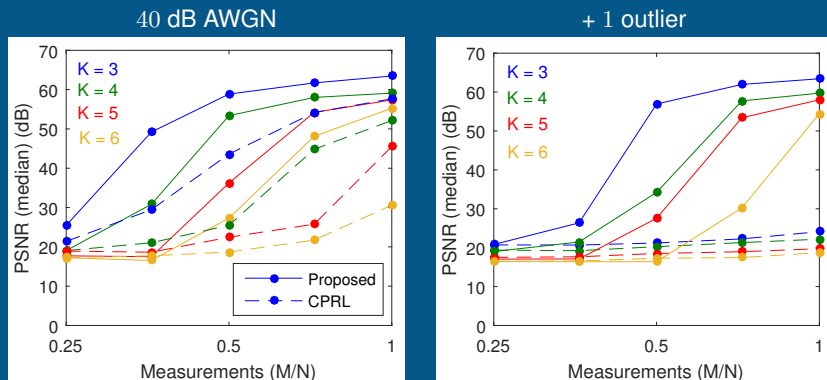 40 dB AWGN
+ 1 outlier
PSNR (median) (dB)
70
60
50
40
30
20
10
0
K = 3
K = 4
K = 5
K = 6
Proposed
CPRL
0.25
0.5
1
Measurements (M/N)
PSNR (median) (dB)
70
60
50
40
30
20
10
0
K = 3
K = 4
K = 5
K = 6
0.25
0.5
1
Measurements (M/N)